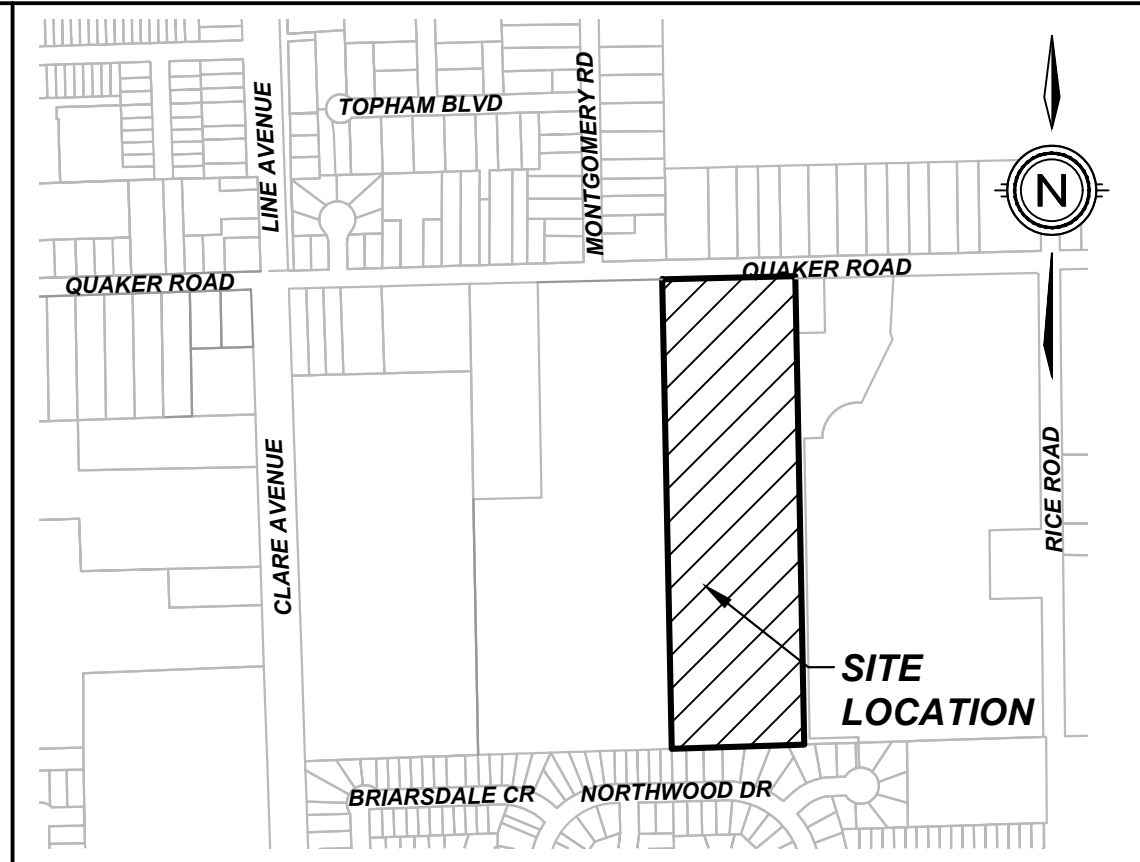 TOPHAM BLVD
LINE AVENUE
MONTGOMERY RD
N
QUAKER ROAD
QUAKER ROAD
CLARE AVENUE
RICE ROAD
SITE
LOCATION
BRIARSDALE CR
NORTHWOOD DR